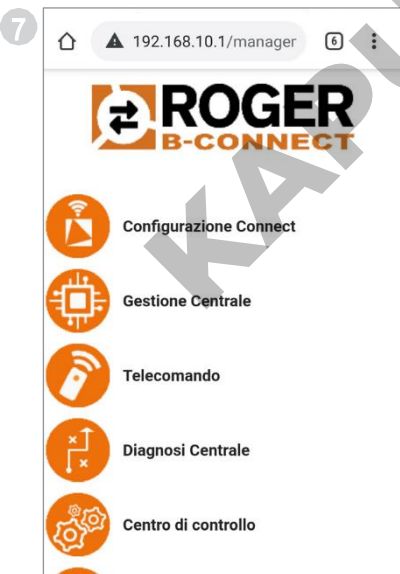 7
192.168.10.1/manager
6
ROGER
B-CONNECT
Configurazione Connect
Gestione Centrale
Telecomando
Diagnosi Centrale
Centro di controllo